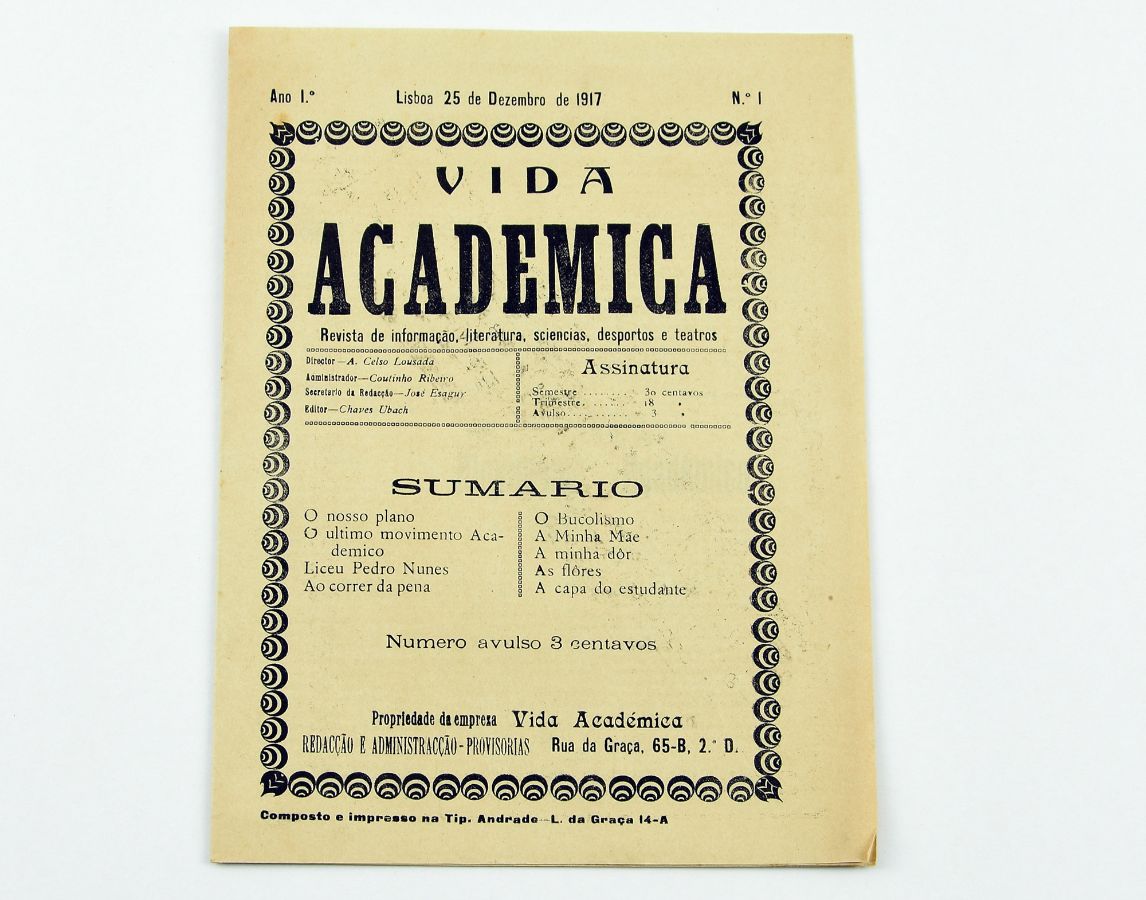 Ano I.º Lisboa 25 de Dezembro de 1917 N.º I
VIDA
ACADEMICA
Revista de informação, literatura, sciencias, desportos e teatros
Director—A. Celso Lousada
Administrador—Coutinho Ribeiro
Secretario da Redacção—José Esaguy
Editor—Chaves Ubach
Assinatura
Semestre ........ 30 centavos
Trimestre ...... 18 »
Avulso ........... 3 »
SUMARIO
O nosso plano
O ultimo movimento Aca-
demico
Liceu Pedro Nunes
Ao correr da pena
O Bucolismo
A Minha Mãe
A minha dôr
As flôres
A capa do estudante
Numero avulso 3 centavos
Propriedade da empreza Vida Académica
REDACÇÃO E ADMINISTRACÇÃO-PROVISORIAS Rua da Graça, 65-B, 2.º D.
Composto e impresso na Tip. Andrade—L. da Graça 14-A